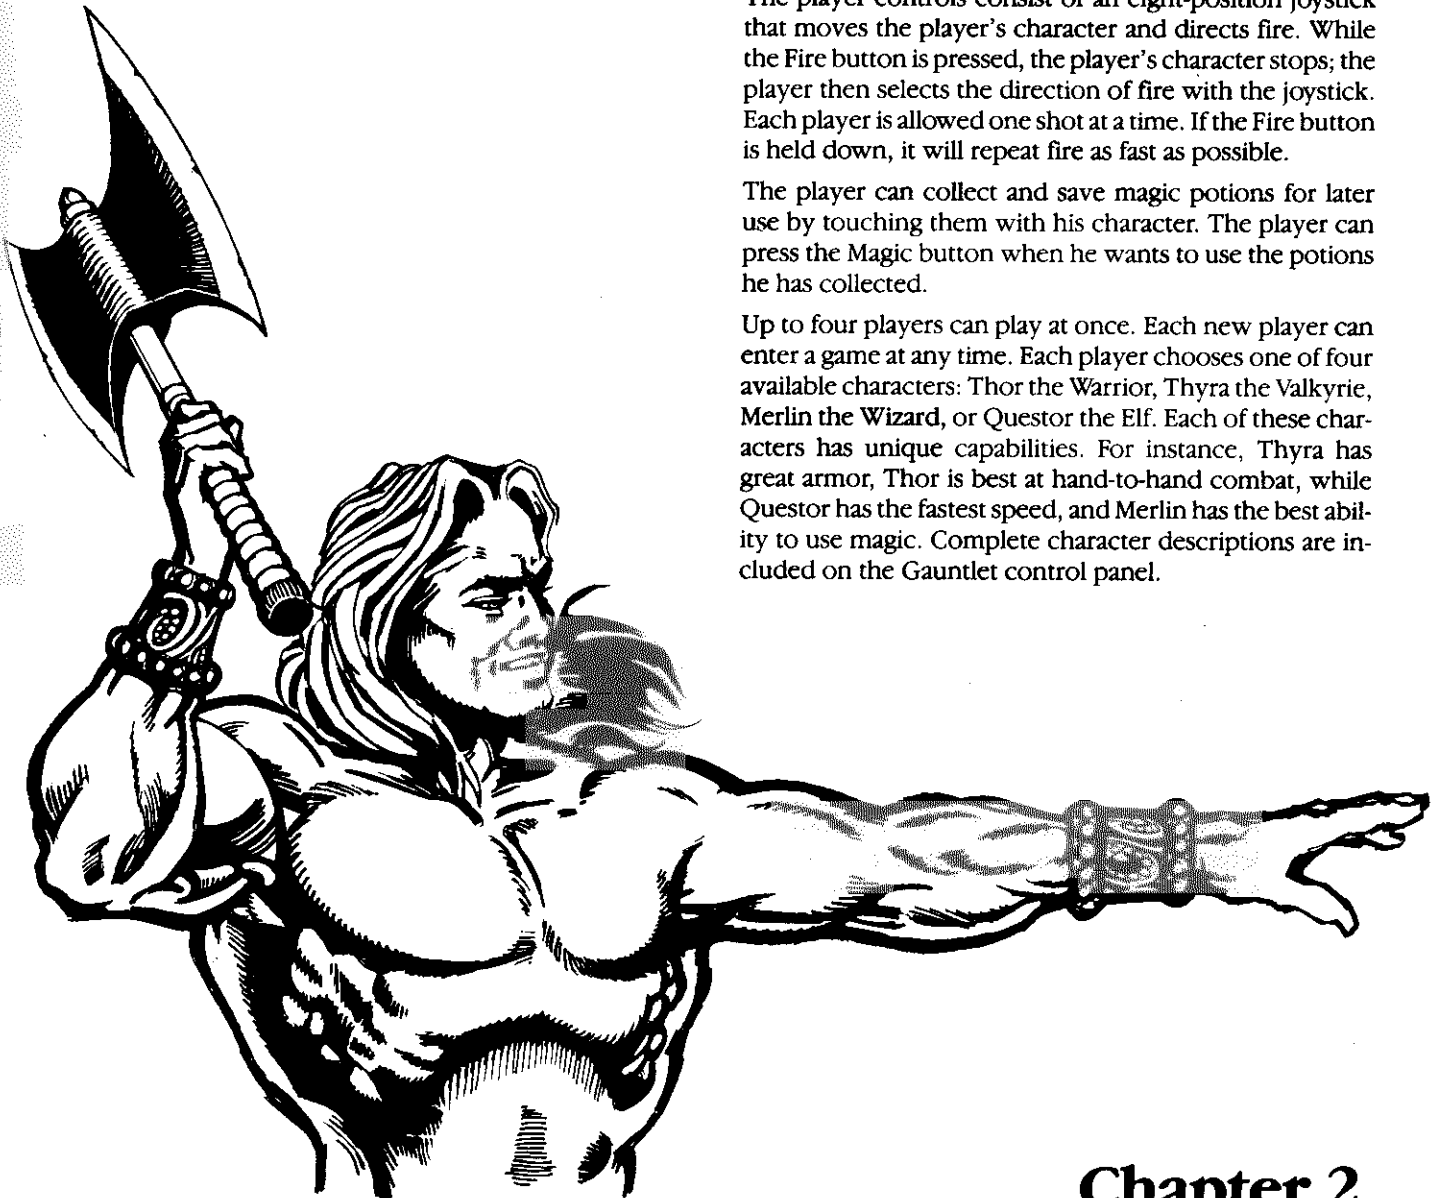 The player controls consist of an eight-position joystick
that moves the player's character and directs fire. While
the Fire button is pressed, the player's character stops; the
player then selects the direction of fire with the joystick.
Each player is allowed one shot at a time. If the Fire button
is held down, it will repeat fire as fast as possible.
The player can collect and save magic potions for later
use by touching them with his character. The player can
press the Magic button when he wants to use the potions
he has collected.
Up to four players can play at once. Each new player can
enter a game at any time. Each player chooses one of four
available characters: Thor the Warrior, Thyra the Valkyrie,
Merlin the Wizard, or Questor the Elf. Each of these char-
acters has unique capabilities. For instance, Thyra has
great armor, Thor is best at hand-to-hand combat, while
Questor has the fastest speed, and Merlin has the best abil-
ity to use magic. Complete character descriptions are in-
cluded on the Gauntlet control panel.
Chapter 2